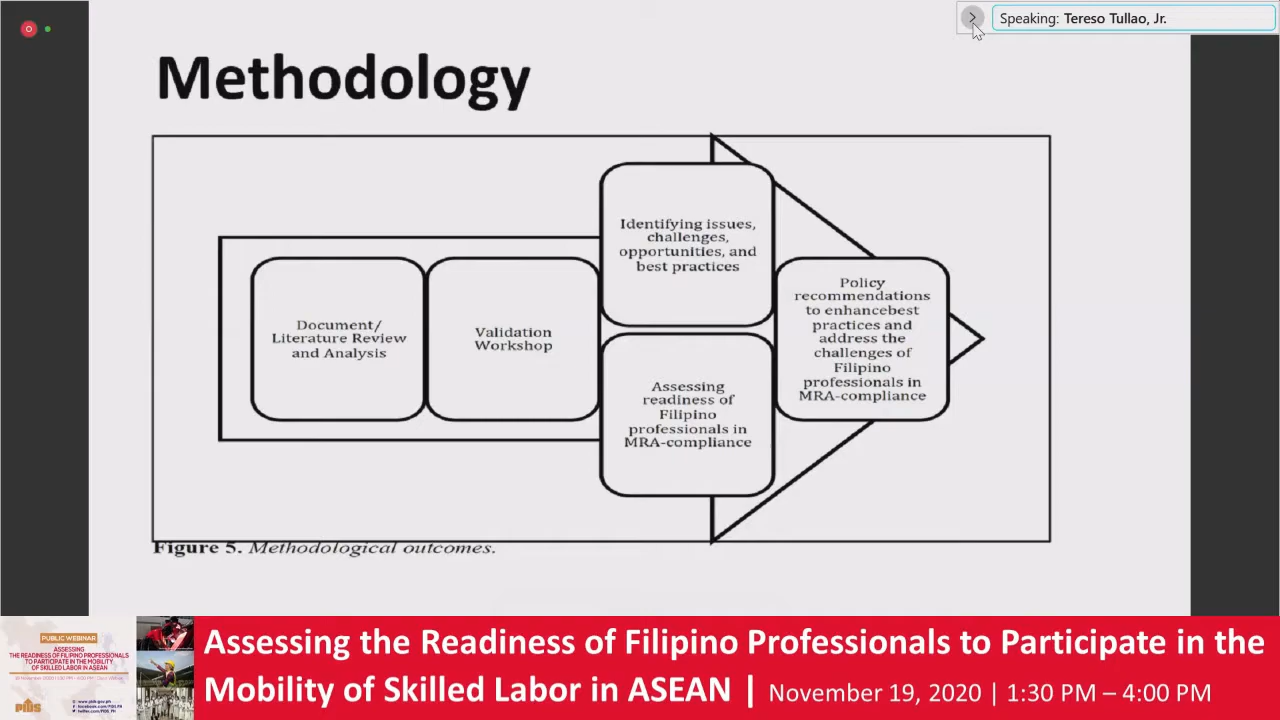 Speaking: Tereso Tullao, Jr.
Methodology
Document/
Literature Review
and Analysis
Validation
Workshop
Identifying issues,
challenges,
opportunities, and
best practices
Assessing
readiness of
Filipino
professionals in
MRA-compliance
Policy
recommendations
to enhancebest
practices and
address the
challenges of
Filipino
professionals in
MRA-compliance
Figure 5. Methodological outcomes.
PUBLIC WEBINAR
ASSESSING
THE READINESS OF FILIPINO PROFESSIONALS
TO PARTICIPATE IN THE MOBILITY
OF SKILLED LABOR IN ASEAN
PIDS
Assessing the Readiness of Filipino Professionals to Participate in the
Mobility of Skilled Labor in ASEAN | November 19, 2020 | 1:30 PM – 4:00 PM